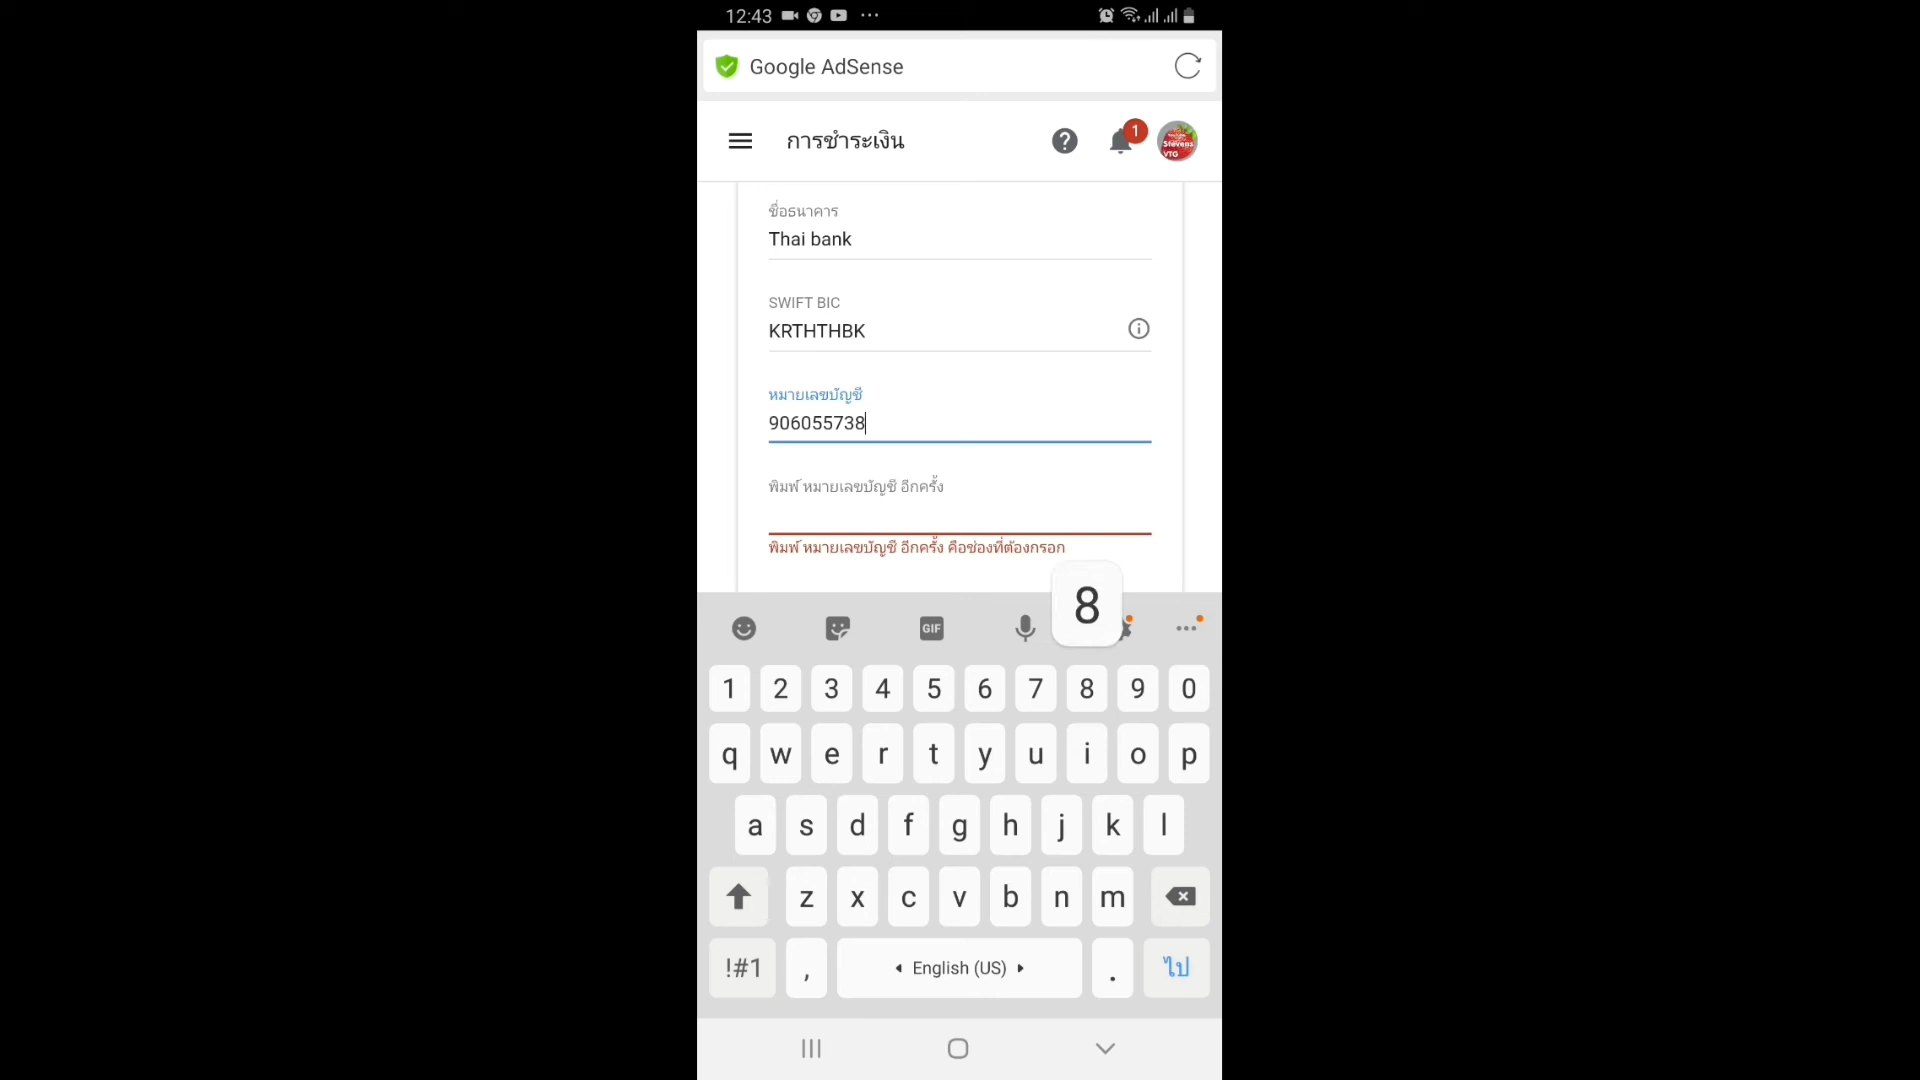 12:43
Google AdSense
การชำระเงิน
1
Stevens
VTG
ชื่อธนาคาร
Thai bank
SWIFT BIC
KRTHTHBK
หมายเลขบัญชี
906055738
พิมพ์ หมายเลขบัญชี อีกครั้ง
พิมพ์ หมายเลขบัญชี อีกครั้ง คือช่องที่ต้องกรอก
8
GIF
1 2 3 4 5 6 7 8 9 0
q w e r t y u i o p
a s d f g h j k l
z x c v b n m
!#1 , English (US) . ไป